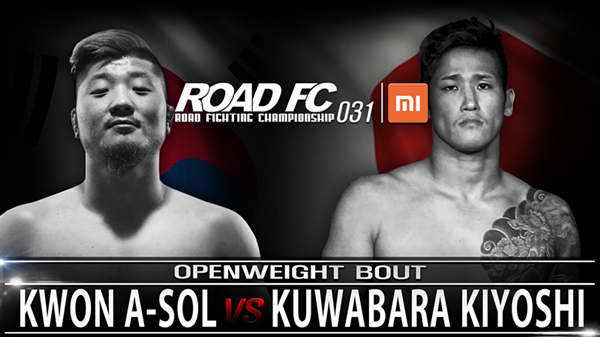 ROAD FC 031
ROAD FIGHTING CHAMPIONSHIP
MI
OPENWEIGHT BOUT
KWON A-SOL VS KUWABARA KIYOSHI